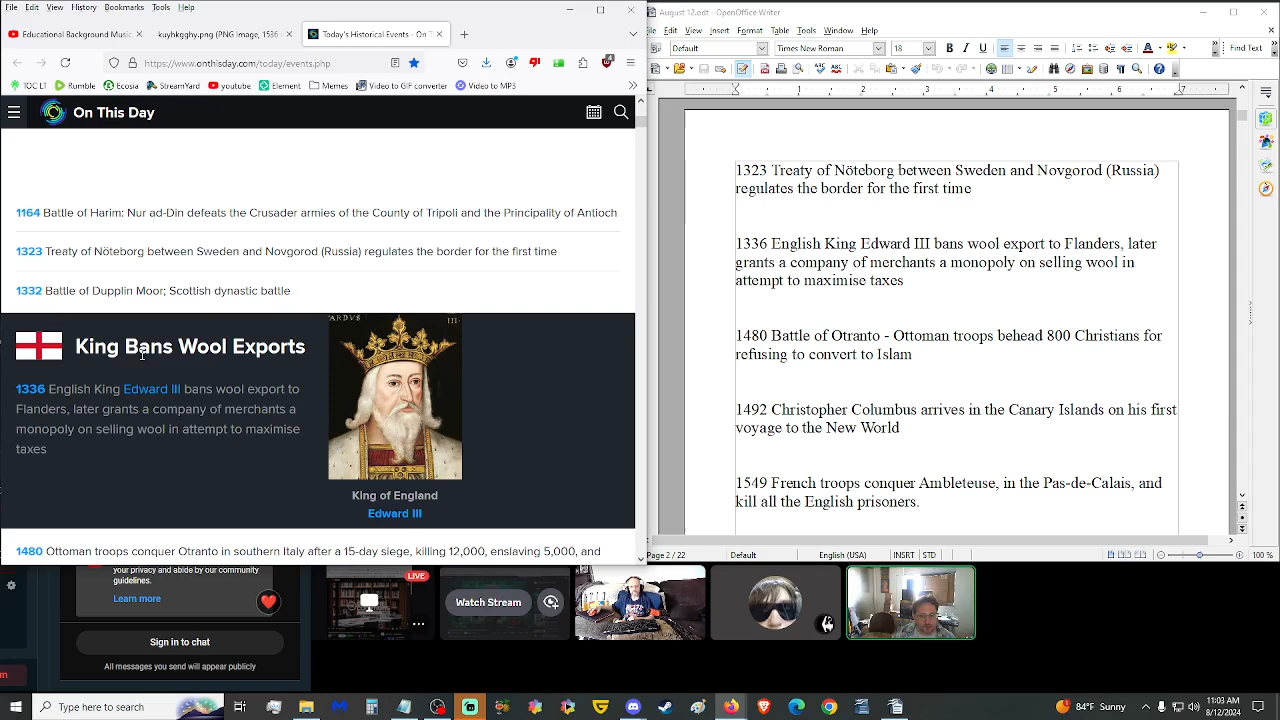 File Edit View History Bookmarks Tools Help
Educational Background Music
kuyhkgghy.png (PNG Image, 1536
Today's Historical Events - On T
https://www.onthisday.com/today/events.php
TOC LT Rumble Ecosia StreamYard youtube Element Memes Video to GIF converter Video to MP3
On This Day
1164 Battle of Harim: Nur ad-Din defeats the Crusader armies of the County of Tripoli and the Principality of Antioch
1323 Treaty of Nöteborg between Sweden and Novgorod (Russia) regulates the border for the first time
1332 Battle of Dupplin Moor; Scottish dynastic battle
King Bans Wool Exports
1336 English King Edward III bans wool export to
Flanders, later grants a company of merchants a
monopoly on selling wool in attempt to maximise
taxes
King of England
Edward III
1480 Ottoman troops conquer Otranto in southern Italy after a 15-day siege, killing 12,000, enslaving 5,000, and
August 12.odt - OpenOffice Writer
Edit View Insert Format Table Tools Window Help
Default Times New Roman 18 B I U Find Text
1 2 3 4 5 6 7
1323 Treaty of Nöteborg between Sweden and Novgorod (Russia)
regulates the border for the first time
1336 English King Edward III bans wool export to Flanders, later
grants a company of merchants a monopoly on selling wool in
attempt to maximise taxes
1480 Battle of Otranto - Ottoman troops behead 800 Christians for
refusing to convert to Islam
1492 Christopher Columbus arrives in the Canary Islands on his first
voyage to the New World
1549 French troops conquer Ambleteuse, in the Pas-de-Calais, and
kill all the English prisoners.
Page 2 / 22 Default English (USA) INSRT STD 100 %
your privacy and abide by our community
guidelines.
Learn more
Sign in to chat
All messages you send will appear publicly
LIVE
Watch Stream
Type here to search
84°F Sunny
11:03 AM
8/12/2024